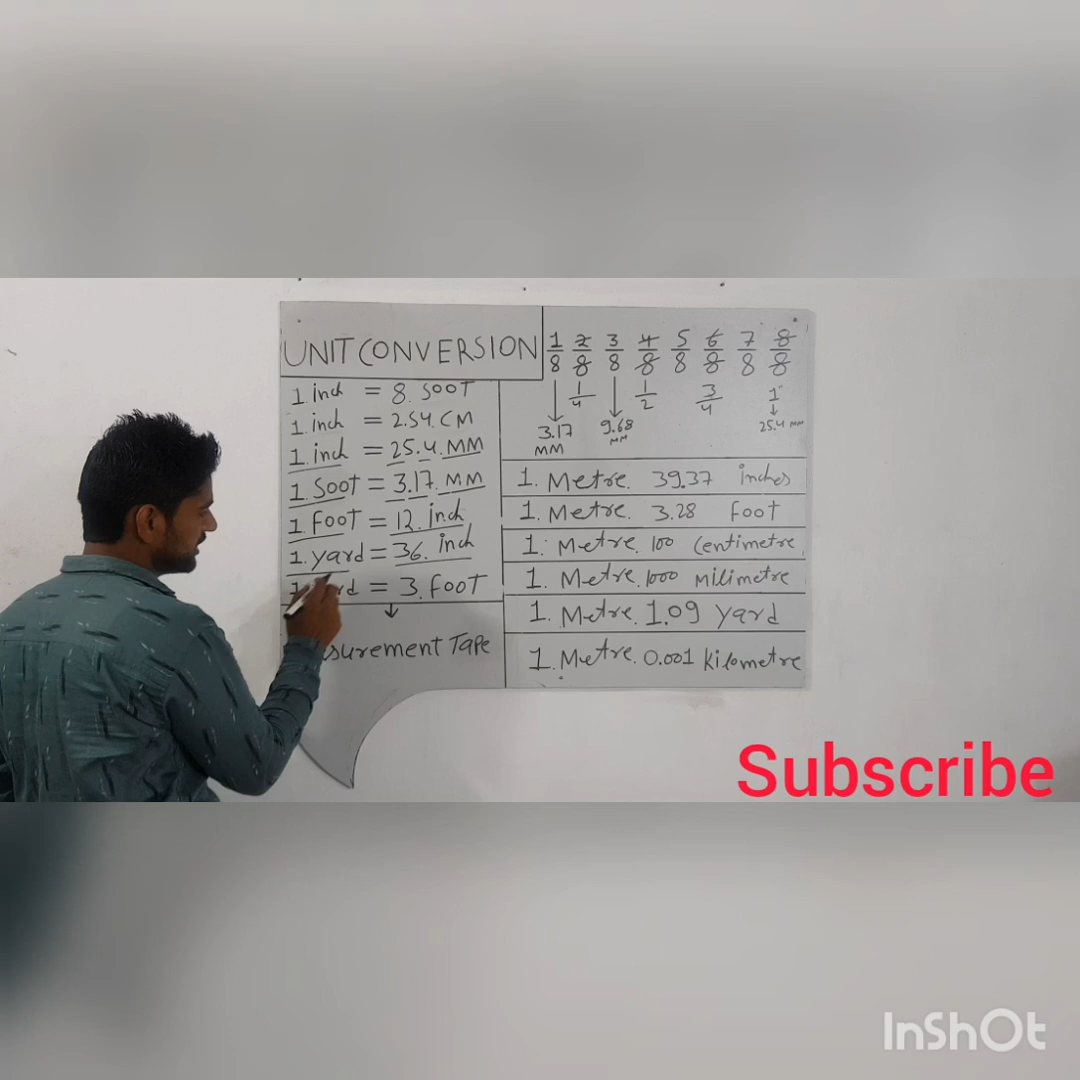 UNIT CONVERSION
1 inch = 8. SOOT
1 inch = 2.54. CM
1. inch = 25.4. MM
1. SooT = 3.17. MM
1. FooT = 12. inch
1. yard = 36. inch
= 3. FOOT
↓
surement TaPe
1/8 2/8 3/8 4/8 5/8 6/8 7/8 8/8
1/4 1/2 3/4 1"
3.17 MM 9.68 MM 25.4 MM
1. Metre. 39.37 inches
1. Metre. 3.28 Foot
1. Metre. 100 Centimetre
1. Metre. 1000 Milimetre
1. Metre. 1.09 yard
1. Metre. 0.001 Kilometre
Subscribe
InShOt